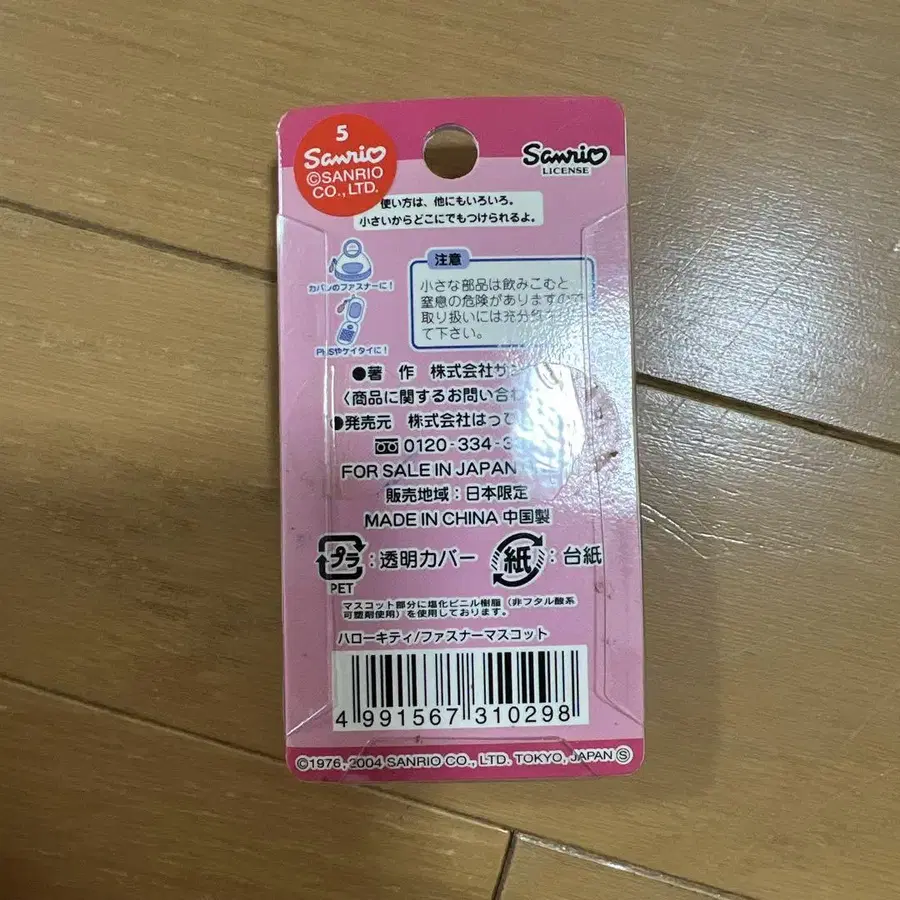 5
Sanrio
©SANRIO
CO., LTD.
Sanrio
LICENSE
使い方は、他にもいろいろ。
小さいからどこにでもつけられるよ。
カバンのファスナーに!
PHSやケイタイに!
注意
小さな部品は飲みこむと
窒息の危険がありますので
取り扱いには充分
て下さい。
●著 作 株式会社サ
〈商品に関するお問い合わ
●発売元 株式会社はっぴ
0120-334-3
FOR SALE IN JAPAN
販売地域：日本限定
MADE IN CHINA 中国製
プラ
PET
：透明カバー
紙
：台紙
マスコット部分に塩化ビニル樹脂（非フタル酸系
可塑剤使用）を使用しております。
ハローキティ/ファスナーマスコット
4 991567 310298
©1976, 2004 SANRIO CO., LTD. TOKYO, JAPAN Ⓢ